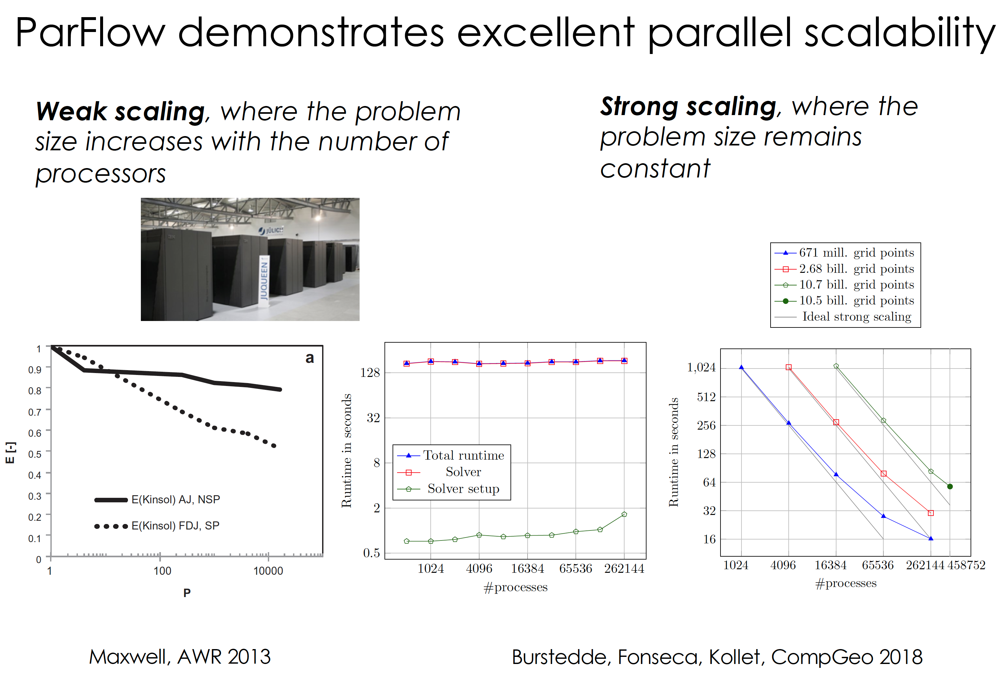 ParFlow demonstrates excellent parallel scalability
Weak scaling, where the problem
size increases with the number of
processors
Strong scaling, where the
problem size remains
constant
JÜLICH
JUQUEEN
671 mill. grid points
2.68 bill. grid points
10.7 bill. grid points
10.5 bill. grid points
Ideal strong scaling
a
1
0.9
0.8
0.7
0.6
0.5
0.4
0.3
0.2
0.1
0
E [-]
E(Kinsol) AJ, NSP
E(Kinsol) FDJ, SP
1 100 10000
P
128
32
8
2
0.5
Runtime in seconds
Total runtime
Solver
Solver setup
1024 4096 16384 65536 262144
#processes
1,024
512
256
128
64
32
16
Runtime in seconds
1024 4096 16384 65536 262144 458752
#processes
Maxwell, AWR 2013
Burstedde, Fonseca, Kollet, CompGeo 2018